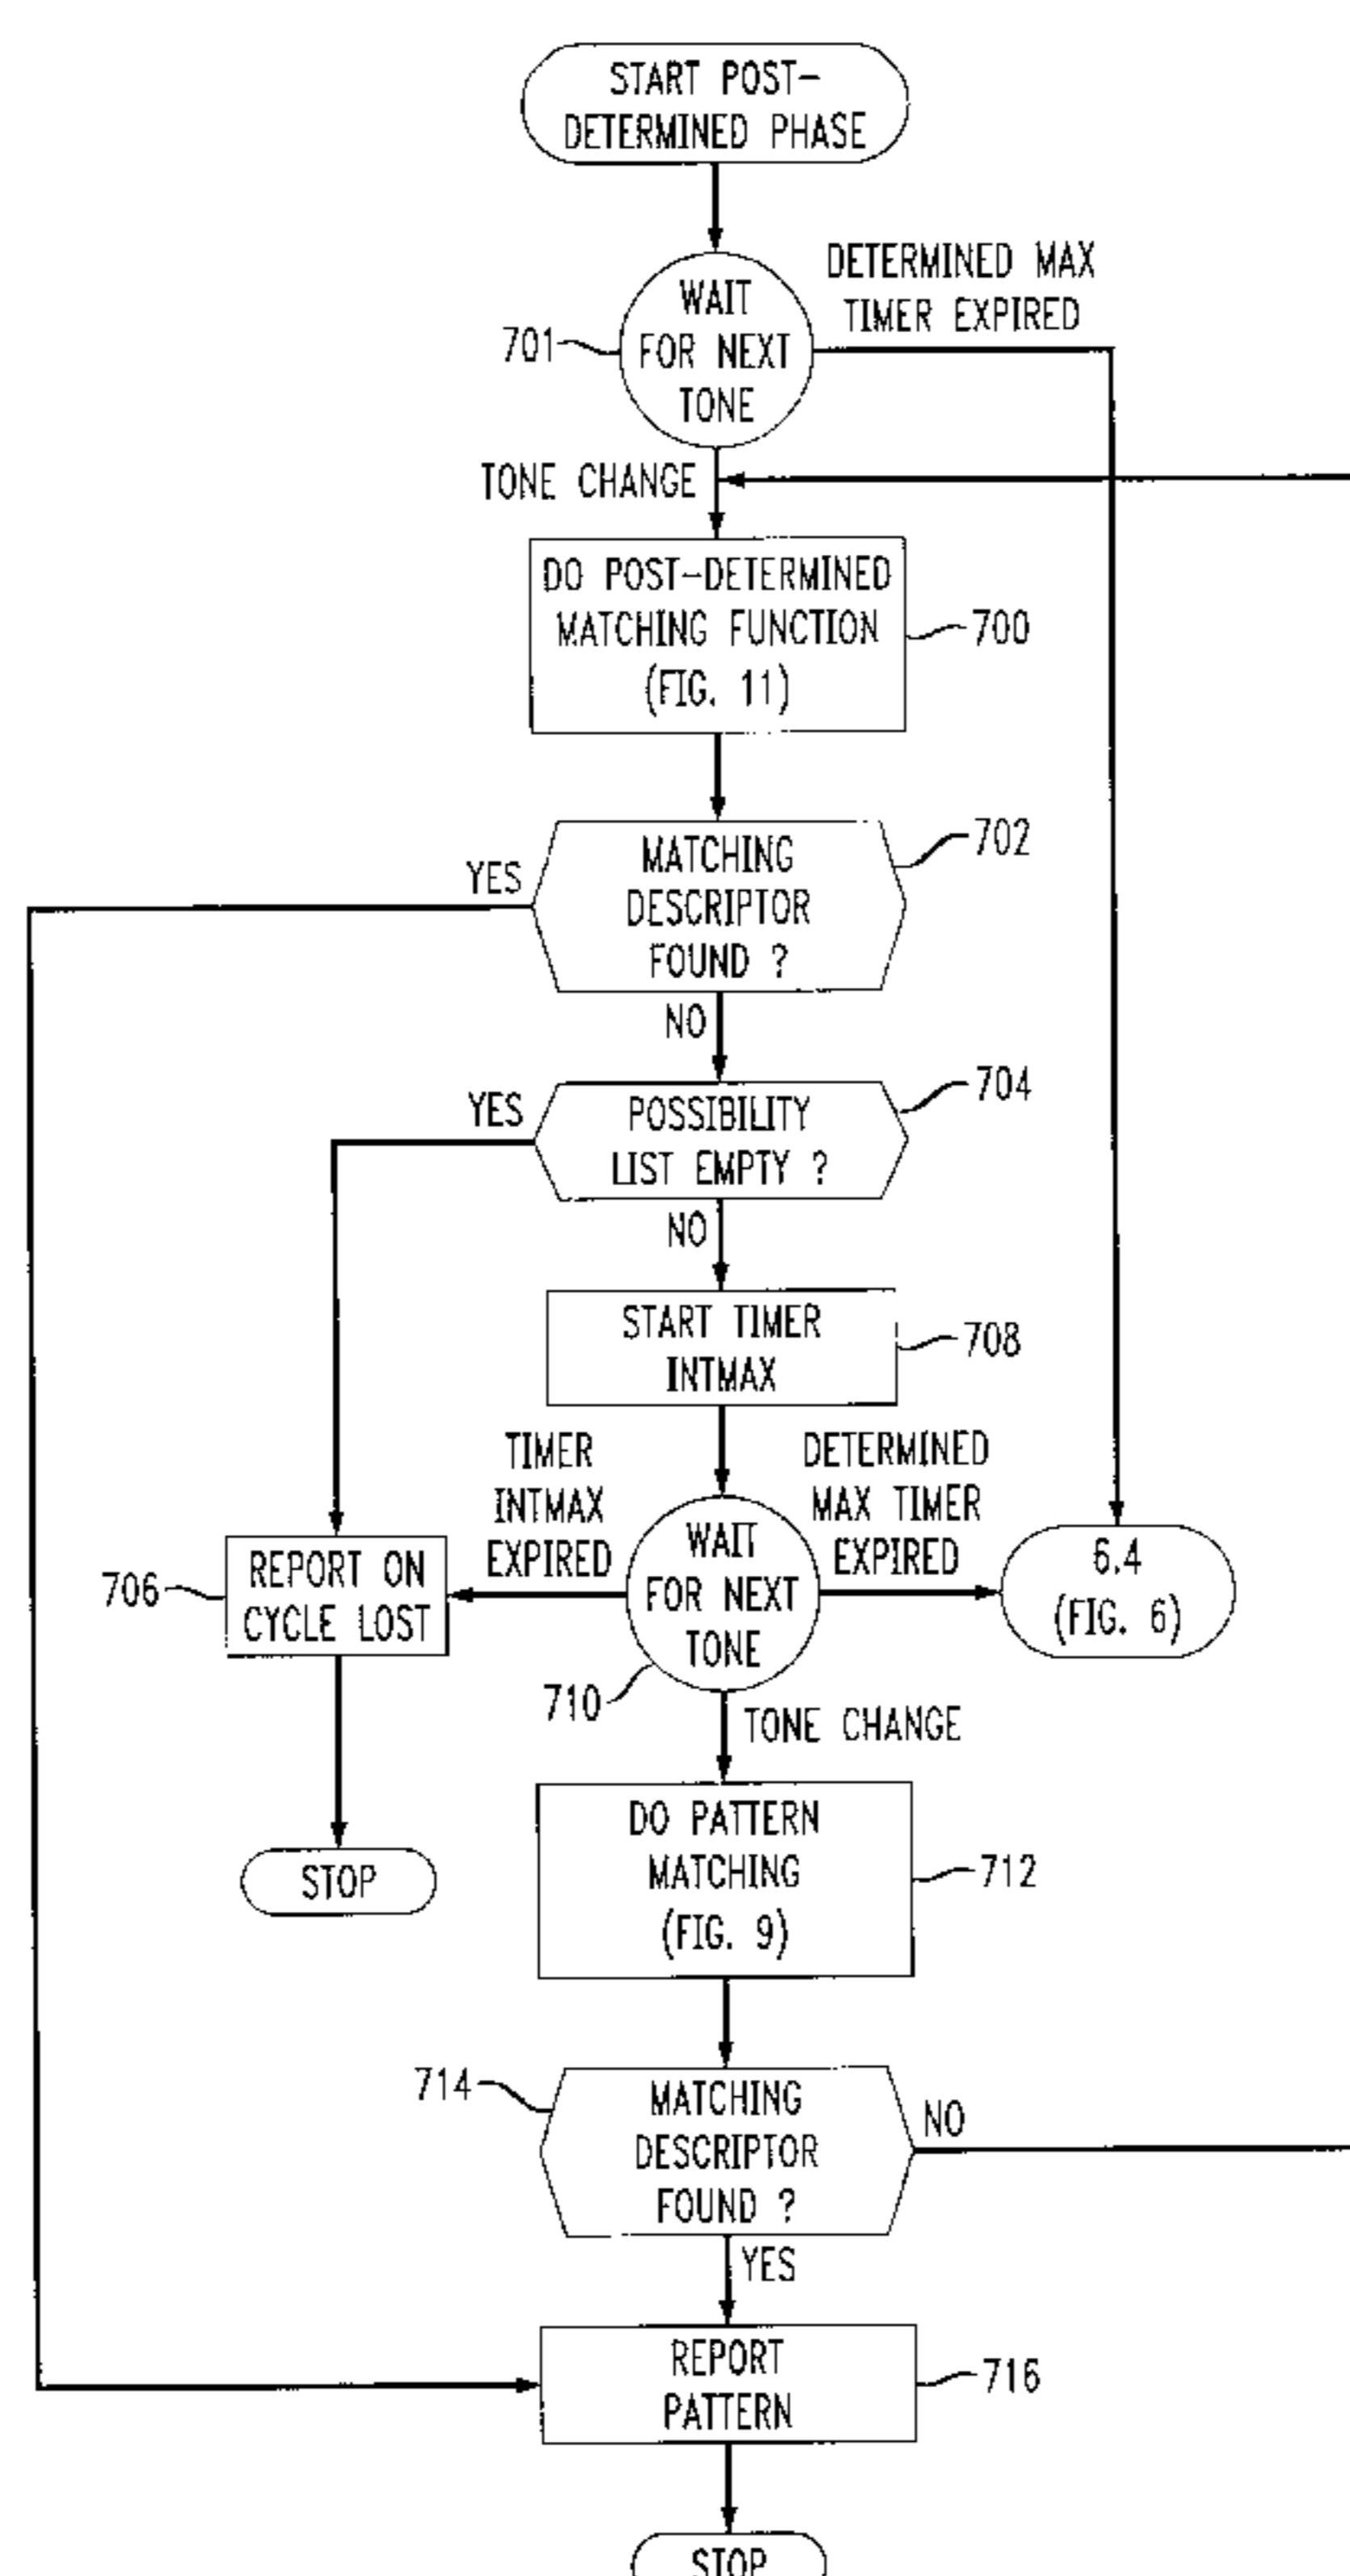 START POST-
DETERMINED PHASE
DETERMINED MAX
TIMER EXPIRED
WAIT
FOR NEXT
TONE
701
TONE CHANGE
DO POST-DETERMINED
MATCHING FUNCTION
(FIG. 11)
700
MATCHING
DESCRIPTOR
FOUND ?
702
YES
NO
POSSIBILITY
LIST EMPTY ?
704
YES
NO
START TIMER
INTMAX
708
TIMER
INTMAX
EXPIRED
DETERMINED
MAX TIMER
EXPIRED
WAIT
FOR NEXT
TONE
710
6.4
(FIG. 6)
REPORT ON
CYCLE LOST
706
STOP
TONE CHANGE
DO PATTERN
MATCHING
(FIG. 9)
712
MATCHING
DESCRIPTOR
FOUND ?
714
NO
YES
REPORT
PATTERN
716
STOP